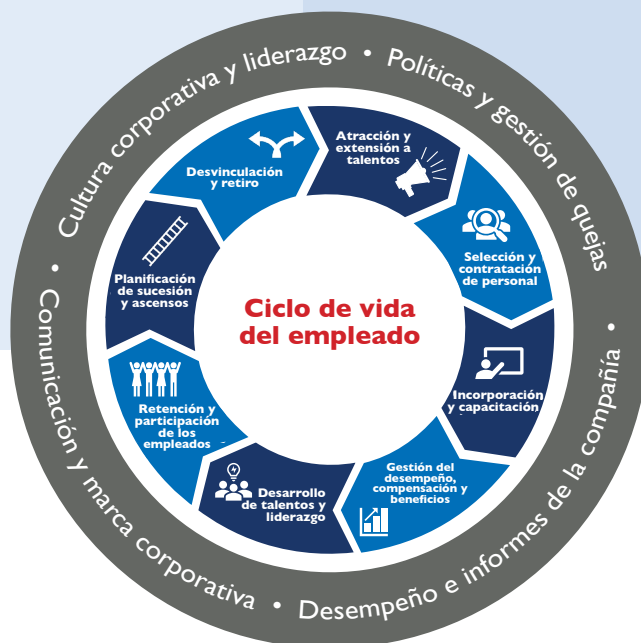 Cultura corporativa y liderazgo • Políticas y gestión de quejas •
Desempeño e informes de la compañía •
Comunicación y marca corporativa •
Ciclo de vida
del empleado
Atracción y
extensión a
talentos
Selección y
contratación
de personal
Incorporación
y capacitación
Gestión del
desempeño,
compensación y
beneficios
Desarrollo
de talentos y
liderazgo
Retención y
participación
de los
empleados
Planificación
de sucesión
y ascensos
Desvinculación
y retiro